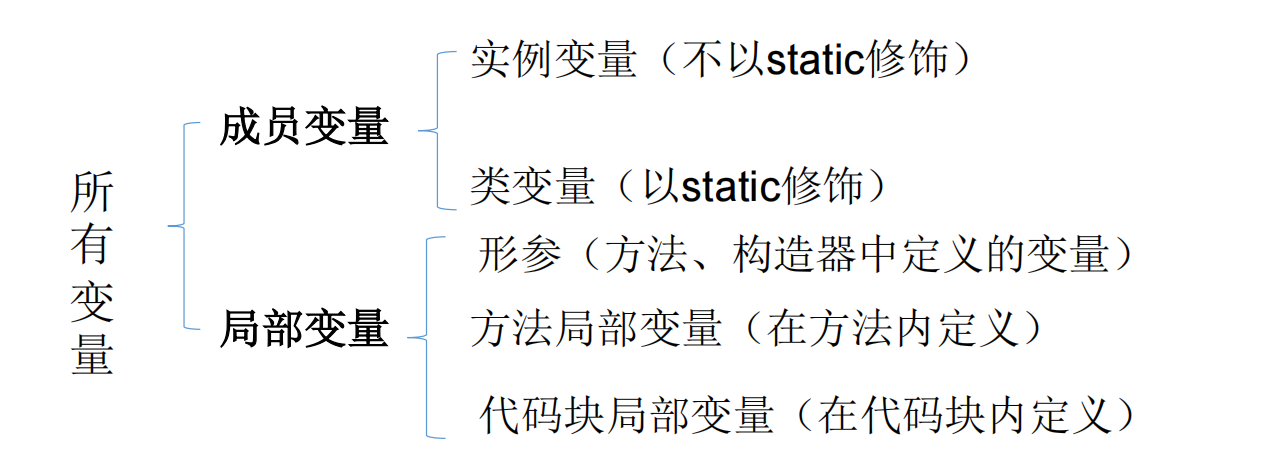 所有变量
成员变量
实例变量（不以static修饰）
类变量（以static修饰）
局部变量
形参（方法、构造器中定义的变量）
方法局部变量（在方法内定义）
代码块局部变量（在代码块内定义）